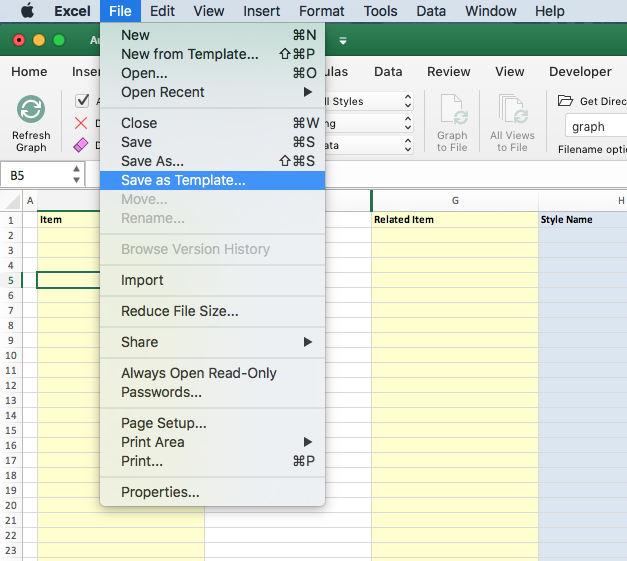 Excel File Edit View Insert Format Tools Data Window Help
Au
Home Inser ulas Data Review View Developer
New ⌘N
New from Template... ⇧⌘P
Open... ⌘O
Open Recent ▶
Close ⌘W
Save ⌘S
Save As... ⇧⌘S
Save as Template...
Move...
Rename...
Browse Version History
Import
Reduce File Size...
Share ▶
Always Open Read-Only
Passwords...
Page Setup...
Print Area ▶
Print... ⌘P
Properties...
Refresh
Graph
A
D
D
ll Styles
ng
ata
Graph
to File
All Views
to File
Get Direc
graph
Filename optio
B5
A G H
1 Item Related Item Style Name
2
3
4
5
6
7
8
9
10
11
12
13
14
15
16
17
18
19
20
21
22
23